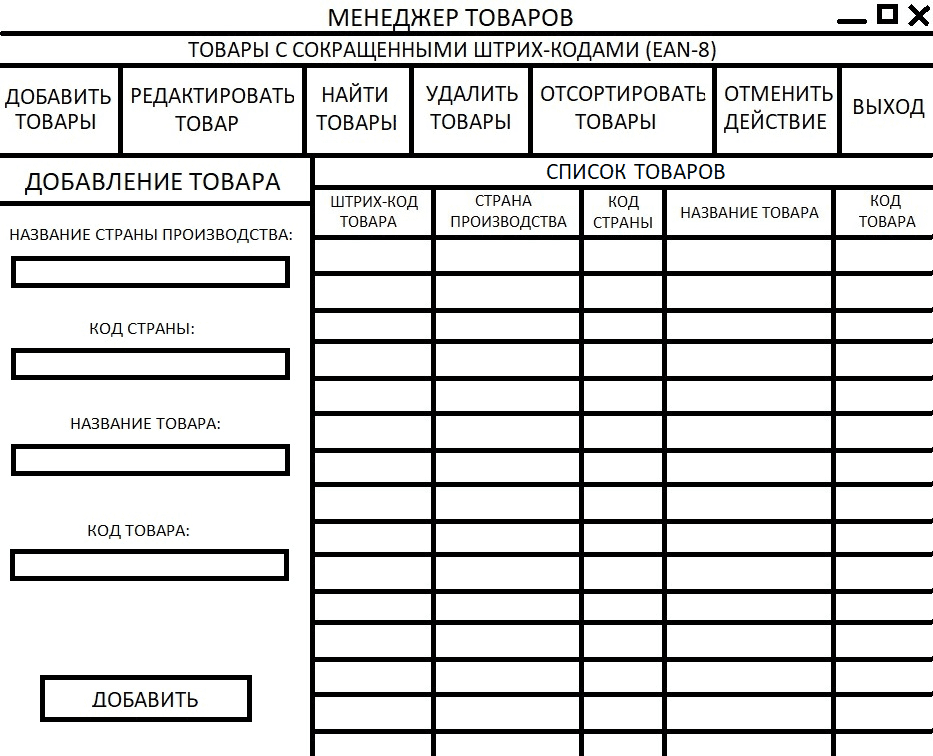 МЕНЕДЖЕР ТОВАРОВ
ТОВАРЫ С СОКРАЩЕННЫМИ ШТРИХ-КОДАМИ (EAN-8)
ДОБАВИТЬ
ТОВАРЫ
РЕДАКТИРОВАТЬ
ТОВАР
НАЙТИ
ТОВАРЫ
УДАЛИТЬ
ТОВАРЫ
ОТСОРТИРОВАТЬ
ТОВАРЫ
ОТМЕНИТЬ
ДЕЙСТВИЕ
ВЫХОД
ДОБАВЛЕНИЕ ТОВАРА
НАЗВАНИЕ СТРАНЫ ПРОИЗВОДСТВА:
КОД СТРАНЫ:
НАЗВАНИЕ ТОВАРА:
КОД ТОВАРА:
ДОБАВИТЬ
СПИСОК ТОВАРОВ
ШТРИХ-КОД
ТОВАРА
СТРАНА
ПРОИЗВОДСТВА
КОД
СТРАНЫ
НАЗВАНИЕ ТОВАРА
КОД
ТОВАРА